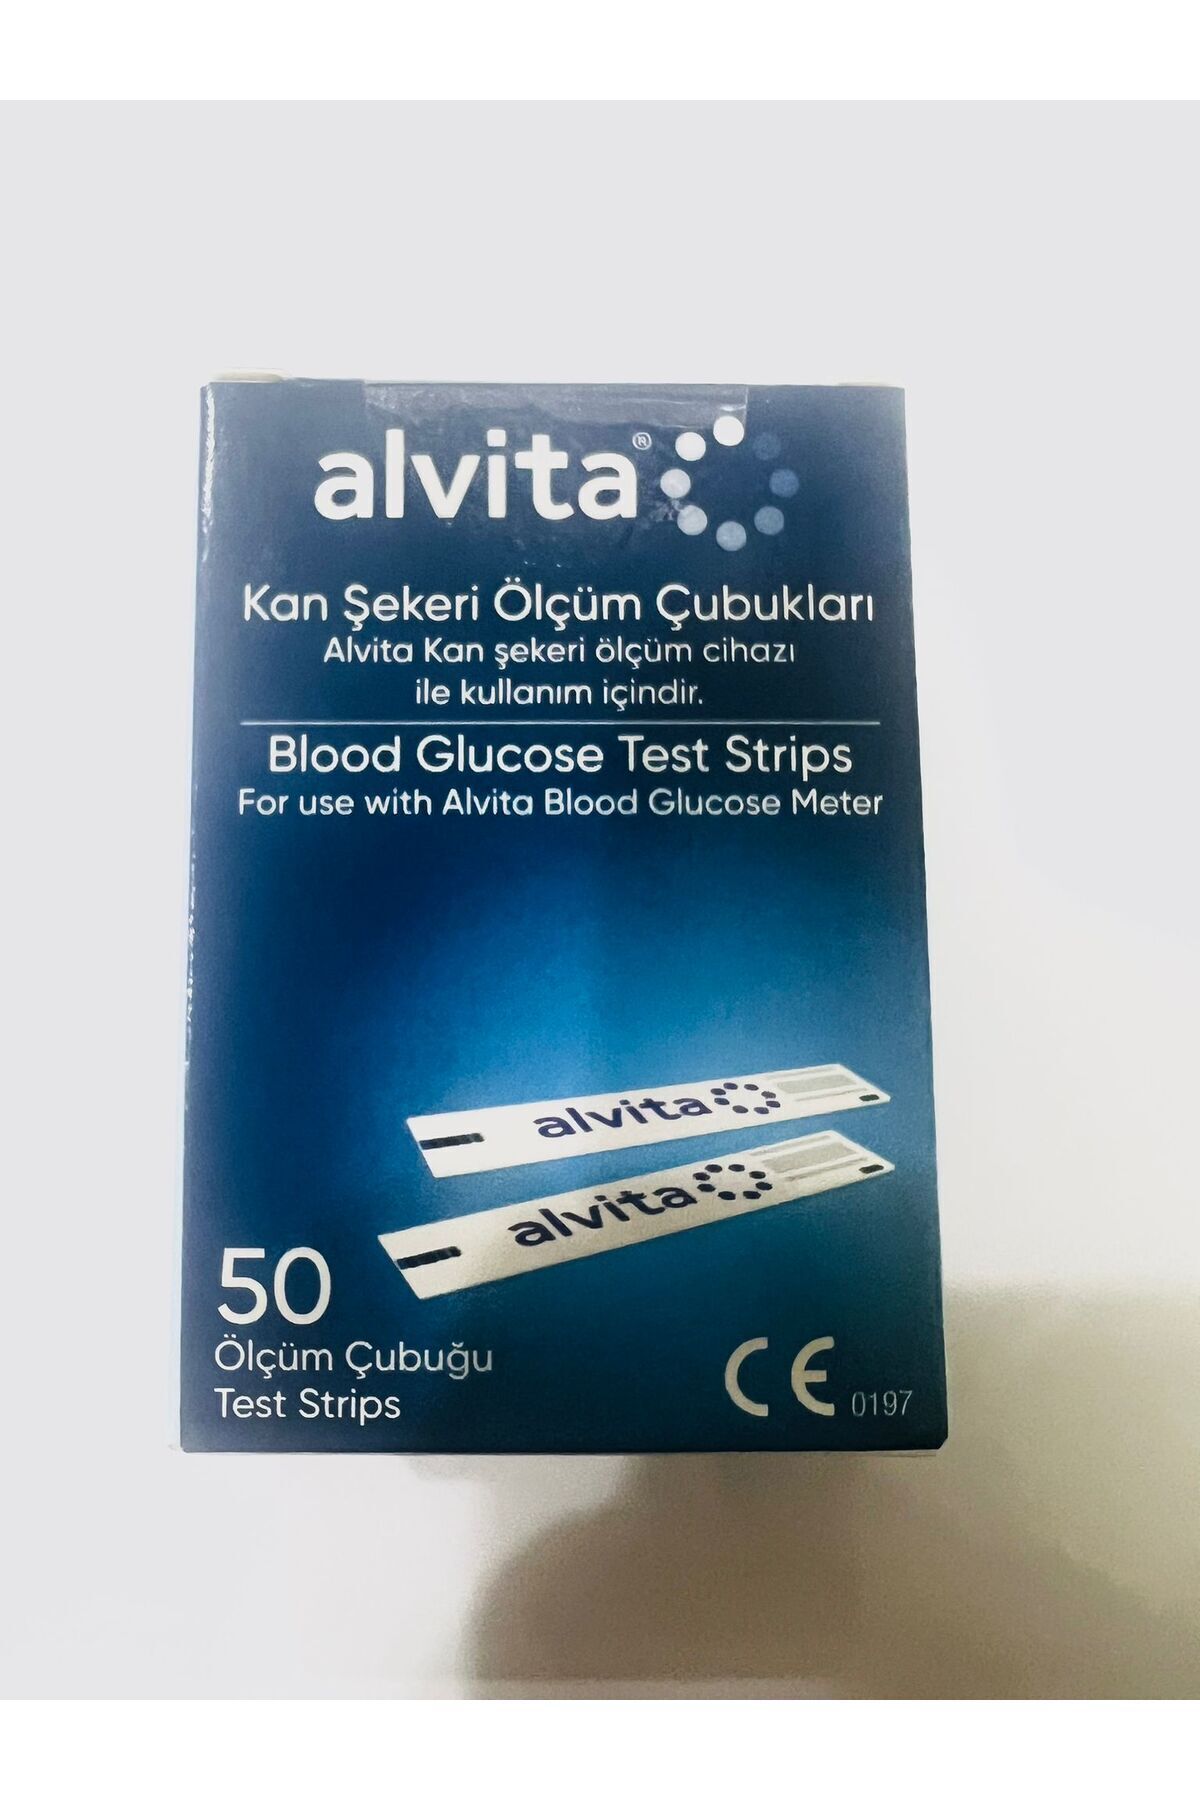 alvita®
Kan Şekeri Ölçüm Çubukları
Alvita Kan şekeri ölçüm cihazı
ile kullanım içindir.
Blood Glucose Test Strips
For use with Alvita Blood Glucose Meter
alvita
alvita
50
Ölçüm Çubuğu
Test Strips
CE 0197